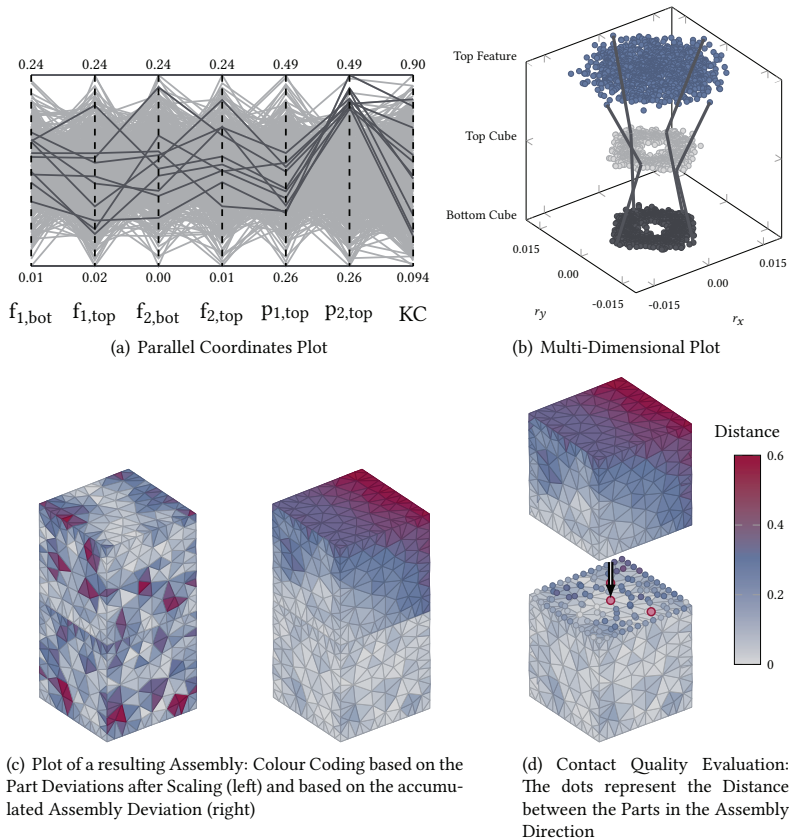 0.24 0.24 0.24 0.24 0.49 0.49 0.90
0.01 0.02 0.00 0.01 0.26 0.26 0.094
f1,bot f1,top f2,bot f2,top p1,top p2,top KC
(a) Parallel Coordinates Plot
Top Feature
Top Cube
Bottom Cube
0.015
0.00
-0.015
ry
-0.015
0.00
0.015
rx
(b) Multi-Dimensional Plot
Distance
0.6
0.4
0.2
0
(c) Plot of a resulting Assembly: Colour Coding based on the
Part Deviations after Scaling (left) and based on the accumu-
lated Assembly Deviation (right)
(d) Contact Quality Evaluation:
The dots represent the Distance
between the Parts in the Assembly
Direction